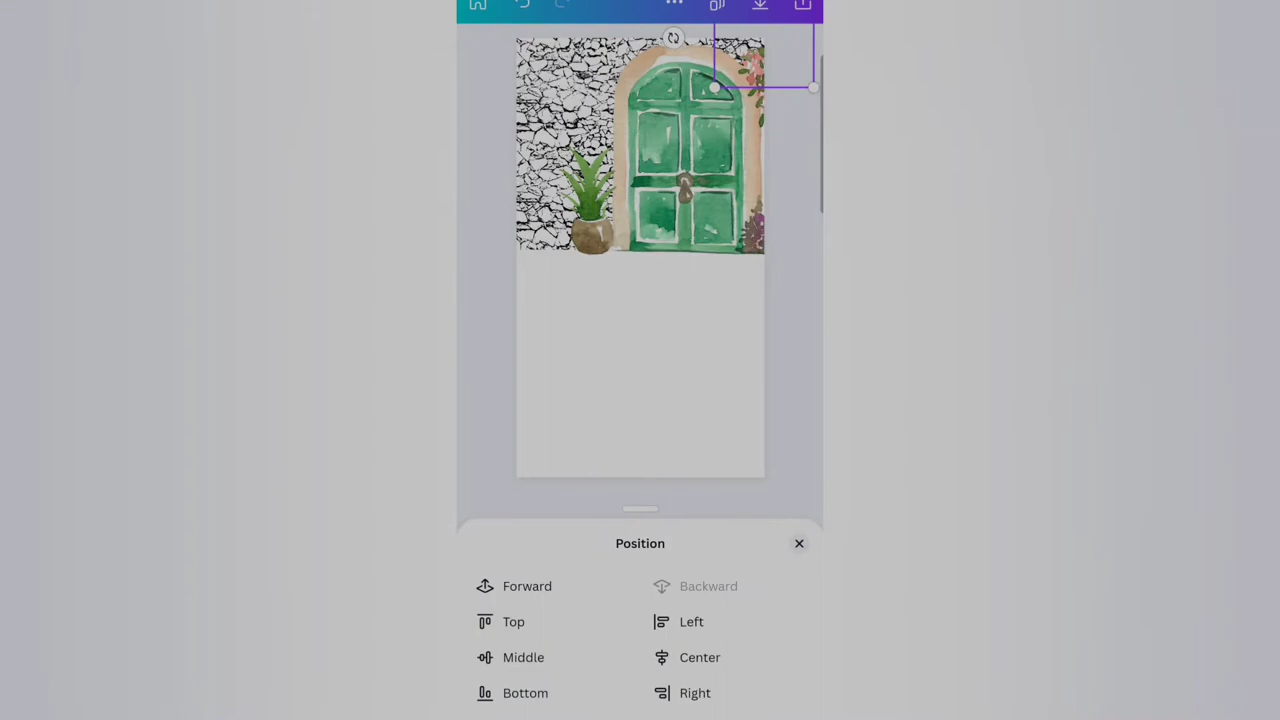 Position
Forward
Backward
Top
Left
Middle
Center
Bottom
Right